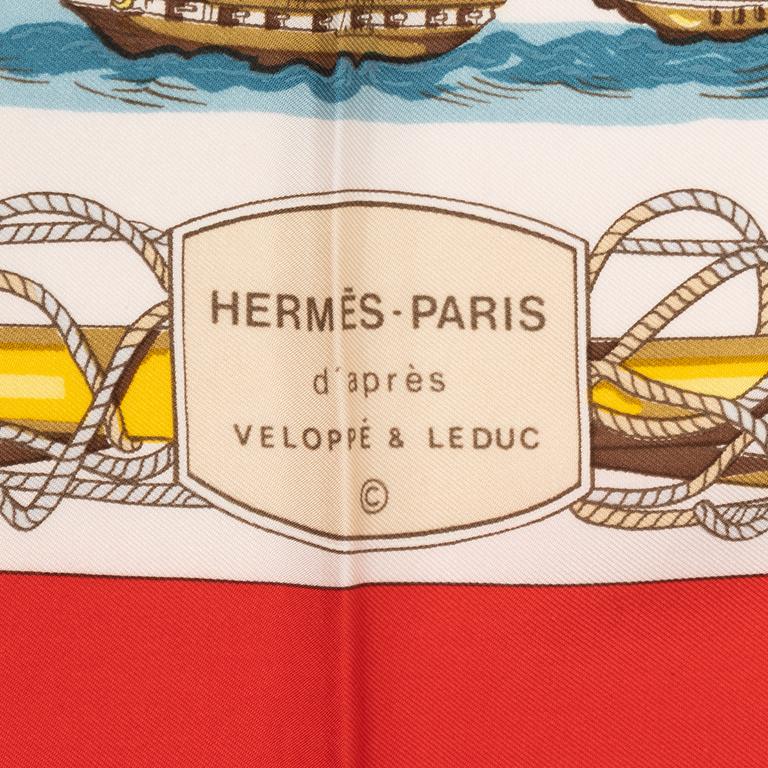 HERMÈS-PARIS
d'après
VELOPPÉ & LEDUC
©